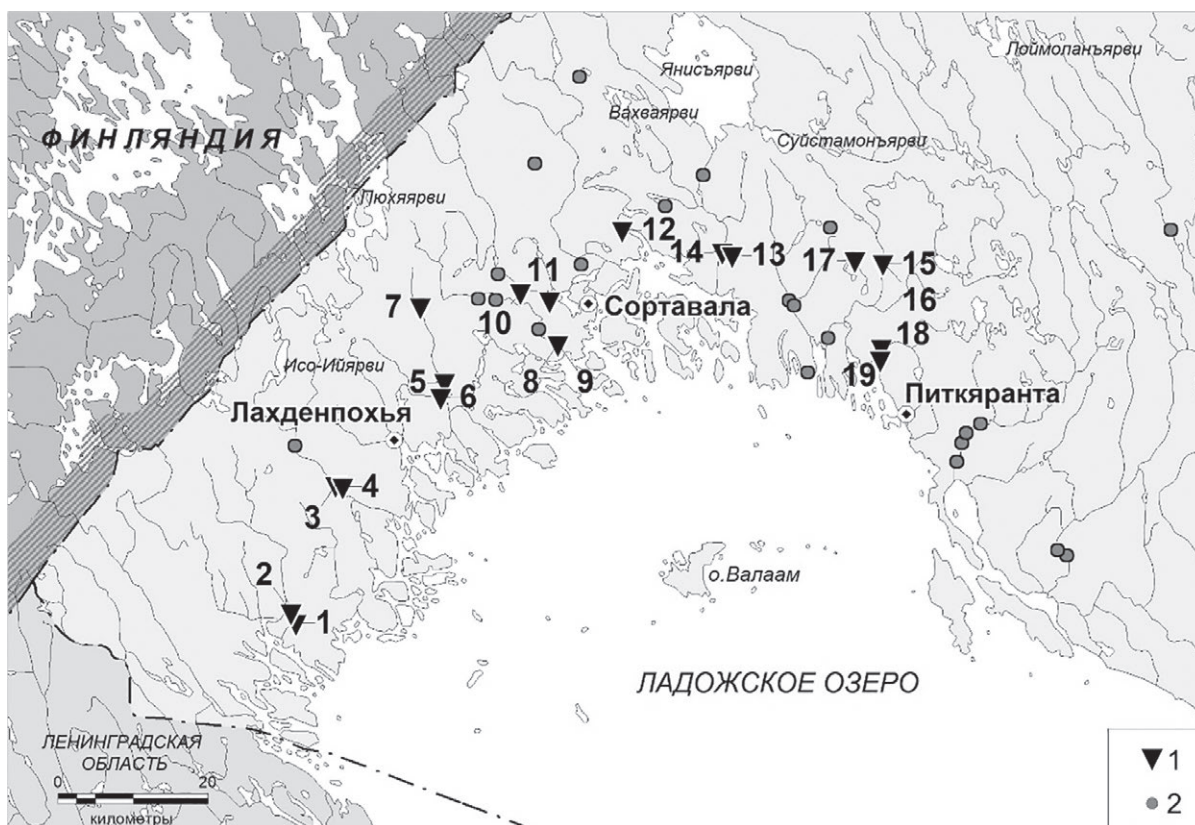 Лоймоланъярви
Янисъярви
ФИНЛЯНДИЯ
Вахваярви
Суйстамонъярви
Пюхяярви
12
14
13
17
15
11
7
10
Сортавала
16
18
8
9
19
Исо-Ийярви
5
6
Питкяранта
Лахденпохья
4
3
2
о.Валаам
1
ЛАДОЖСКОЕ ОЗЕРО
ЛЕНИНГРАДСКАЯ
ОБЛАСТЬ
0 20
километры
1
2